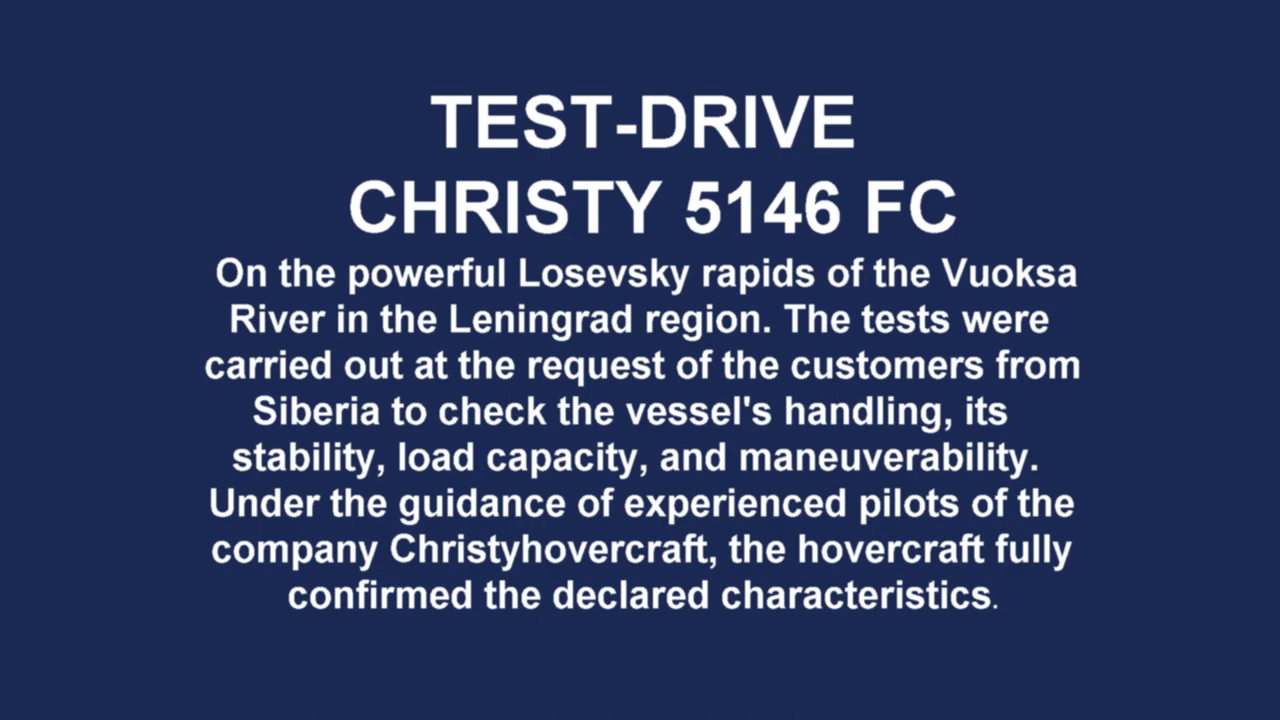 TEST-DRIVE
CHRISTY 5146 FC
On the powerful Losevsky rapids of the Vuoksa
River in the Leningrad region. The tests were
carried out at the request of the customers from
Siberia to check the vessel's handling, its
stability, load capacity, and maneuverability.
Under the guidance of experienced pilots of the
company Christyhovercraft, the hovercraft fully
confirmed the declared characteristics.